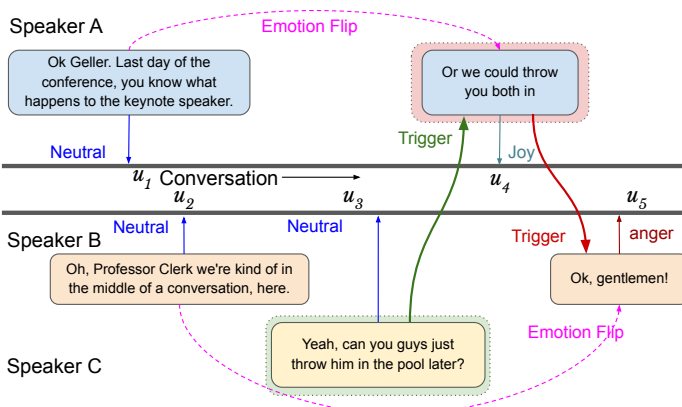 Speaker A
Emotion Flip
Ok Geller. Last day of the
conference, you know what
happens to the keynote speaker.
Or we could throw
you both in
Trigger
Neutral
Joy
u1 Conversation
u4
u2
u3
u5
Neutral
Neutral
Speaker B
Trigger
anger
Oh, Professor Clerk we're kind of in
the middle of a conversation, here.
Ok, gentlemen!
Emotion Flip
Yeah, can you guys just
throw him in the pool later?
Speaker C